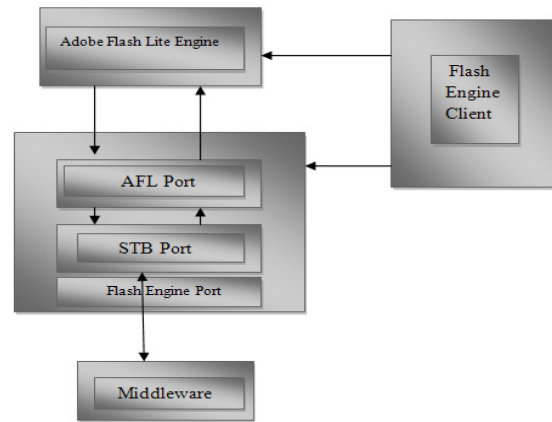 Adobe Flash Lite Engine
Flash
Engine
Client
AFL Port
STB Port
Flash Engine Port
Middleware